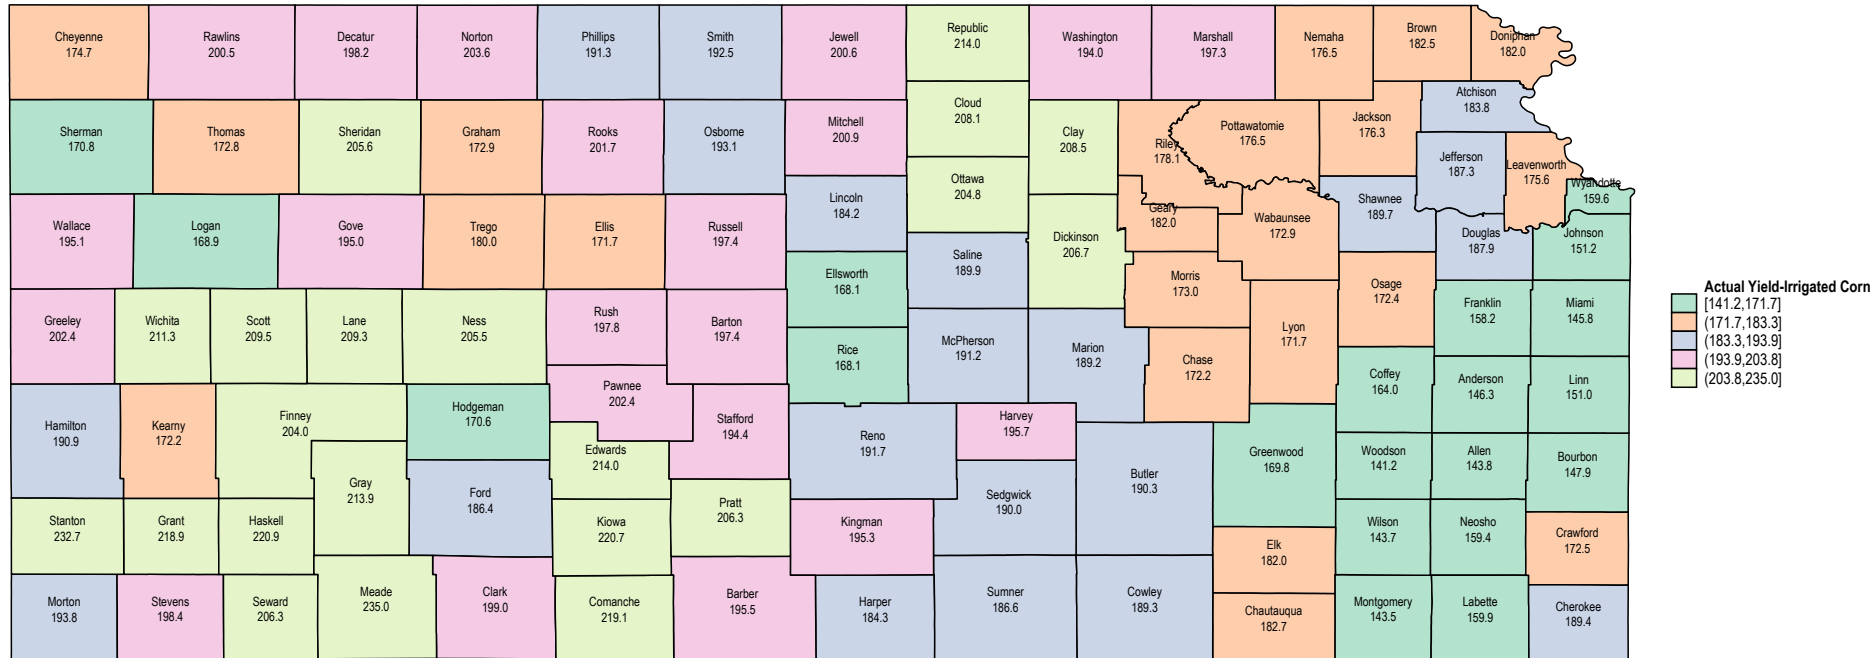 Cheyenne
174.7
Rawlins
200.5
Decatur
198.2
Norton
203.6
Phillips
191.3
Smith
192.5
Jewell
200.6
Republic
214.0
Washington
194.0
Marshall
197.3
Nemaha
176.5
Brown
182.5
Doniphan
182.0
Sherman
170.8
Thomas
172.8
Sheridan
205.6
Graham
172.9
Rooks
201.7
Osborne
193.1
Mitchell
200.9
Cloud
208.1
Clay
208.5
Riley
178.1
Pottawatomie
176.5
Jackson
176.3
Atchison
183.8
Jefferson
187.3
Leavenworth
175.6
Wyandotte
159.6
Wallace
195.1
Logan
168.9
Gove
195.0
Trego
180.0
Ellis
171.7
Russell
197.4
Lincoln
184.2
Ottawa
204.8
Saline
189.9
Dickinson
206.7
Geary
182.0
Wabaunsee
172.9
Shawnee
189.7
Douglas
187.9
Johnson
151.2
Ellsworth
168.1
Morris
173.0
Osage
172.4
Franklin
158.2
Miami
145.8
Greeley
202.4
Wichita
211.3
Scott
209.5
Lane
209.3
Ness
205.5
Rush
197.8
Barton
197.4
Rice
168.1
McPherson
191.2
Marion
189.2
Chase
172.2
Lyon
171.7
Coffey
164.0
Anderson
146.3
Linn
151.0
Hamilton
190.9
Kearny
172.2
Finney
204.0
Hodgeman
170.6
Pawnee
202.4
Stafford
194.4
Edwards
214.0
Reno
191.7
Harvey
195.7
Butler
190.3
Greenwood
169.8
Woodson
141.2
Allen
143.8
Bourbon
147.9
Gray
213.9
Ford
186.4
Pratt
206.3
Sedgwick
190.0
Stanton
232.7
Grant
218.9
Haskell
220.9
Kiowa
220.7
Kingman
195.3
Elk
182.0
Wilson
143.7
Neosho
159.4
Crawford
172.5
Morton
193.8
Stevens
198.4
Seward
206.3
Meade
235.0
Clark
199.0
Comanche
219.1
Barber
195.5
Harper
184.3
Sumner
186.6
Cowley
189.3
Chautauqua
182.7
Montgomery
143.5
Labette
159.9
Cherokee
189.4
Actual Yield-Irrigated Corn
[141.2,171.7]
(171.7,183.3]
(183.3,193.9]
(193.9,203.8]
(203.8,235.0]